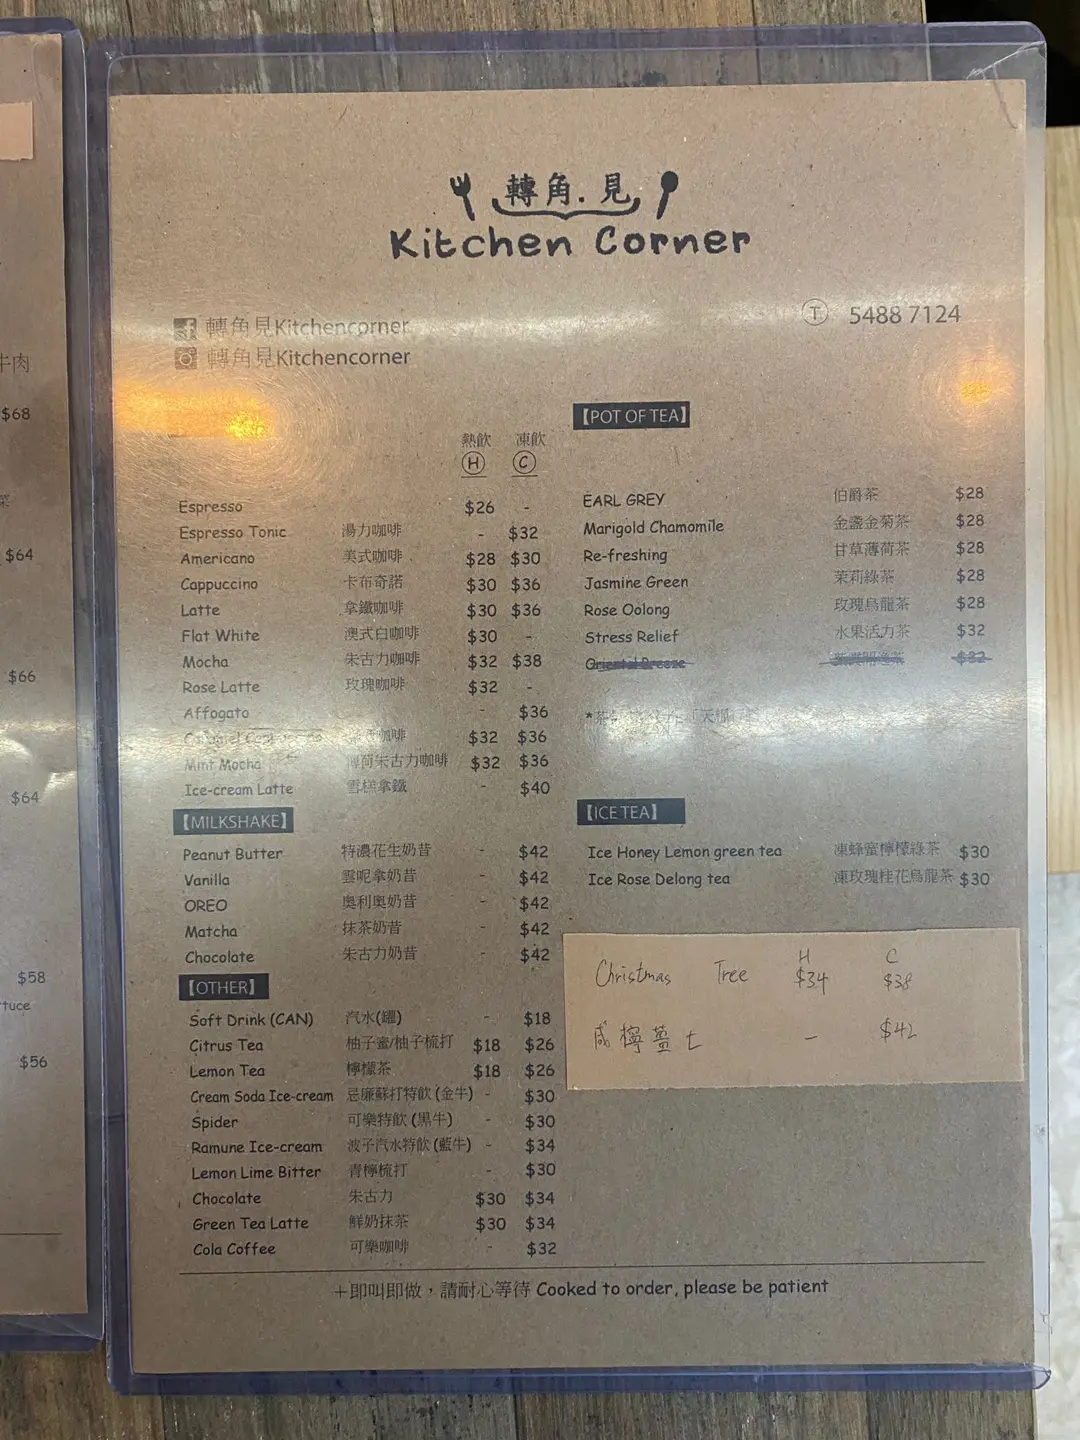 轉角.見
Kitchen Corner
轉角見Kitchencorner
轉角見Kitchencorner
Ⓣ 5488 7124
熱飲 凍飲
Ⓗ Ⓒ
Espresso $26 -
Espresso Tonic 湯力咖啡 - $32
Americano 美式咖啡 $28 $30
Cappuccino 卡布奇諾 $30 $36
Latte 拿鐵咖啡 $30 $36
Flat White 澳式白咖啡 $30 -
Mocha 朱古力咖啡 $32 $38
Rose Latte 玫瑰咖啡 $32 -
Affogato - $36
咖啡 $32 $36
Mint Mocha 薄荷朱古力咖啡 $32 $36
Ice-cream Latte 雪糕拿鐵 - $40
【MILKSHAKE】
Peanut Butter 特濃花生奶昔 - $42
Vanilla 雲呢拿奶昔 - $42
OREO 奧利奧奶昔 - $42
Matcha 抹茶奶昔 - $42
Chocolate 朱古力奶昔 - $42
【OTHER】
Soft Drink (CAN) 汽水(罐) - $18
Citrus Tea 柚子蜜/柚子梳打 $18 $26
Lemon Tea 檸檬茶 $18 $26
Cream Soda Ice-cream 忌廉蘇打特飲 (金牛) - $30
Spider 可樂特飲 (黑牛) - $30
Ramune Ice-cream 波子汽水特飲 (藍牛) - $34
Lemon Lime Bitter 青檸梳打 - $30
Chocolate 朱古力 $30 $34
Green Tea Latte 鮮奶抹茶 $30 $34
Cola Coffee 可樂咖啡 - $32
【POT OF TEA】
EARL GREY 伯爵茶 $28
Marigold Chamomile 金盞金菊茶 $28
Re-freshing 甘草薄荷茶 $28
Jasmine Green 茉莉綠茶 $28
Rose Oolong 玫瑰烏龍茶 $28
Stress Relief 水果活力茶 $32
Oriental Breeze $32
【ICE TEA】
Ice Honey Lemon green tea 凍蜂蜜檸檬綠茶 $30
Ice Rose Delong tea 凍玫瑰桂花烏龍茶 $30
H C
Christmas Tree $34 $38
咸檸薑 t - $42
+即叫即做，請耐心等待 Cooked to order, please be patient
牛肉
$68
菜
$64
$66
$64
$58
tuce
$56